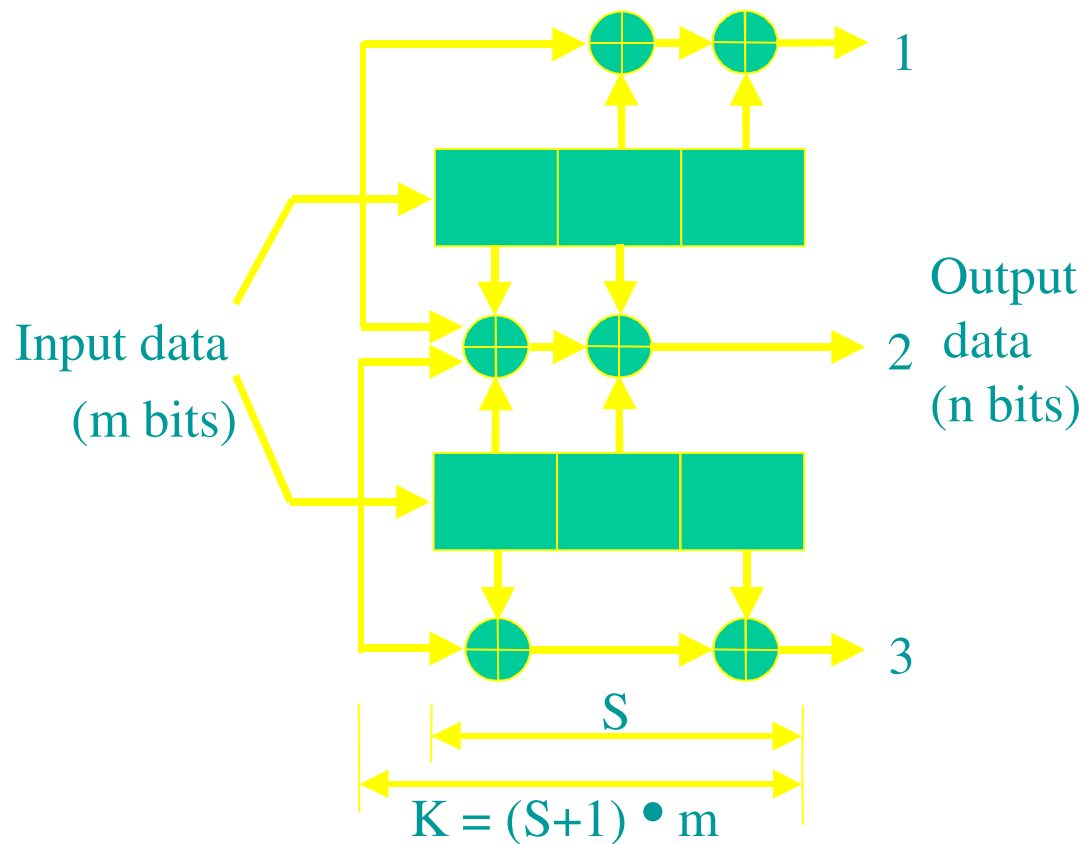 1
Output
Input data
2
data
(m bits)
(n bits)
3
S
K = (S+1) • m